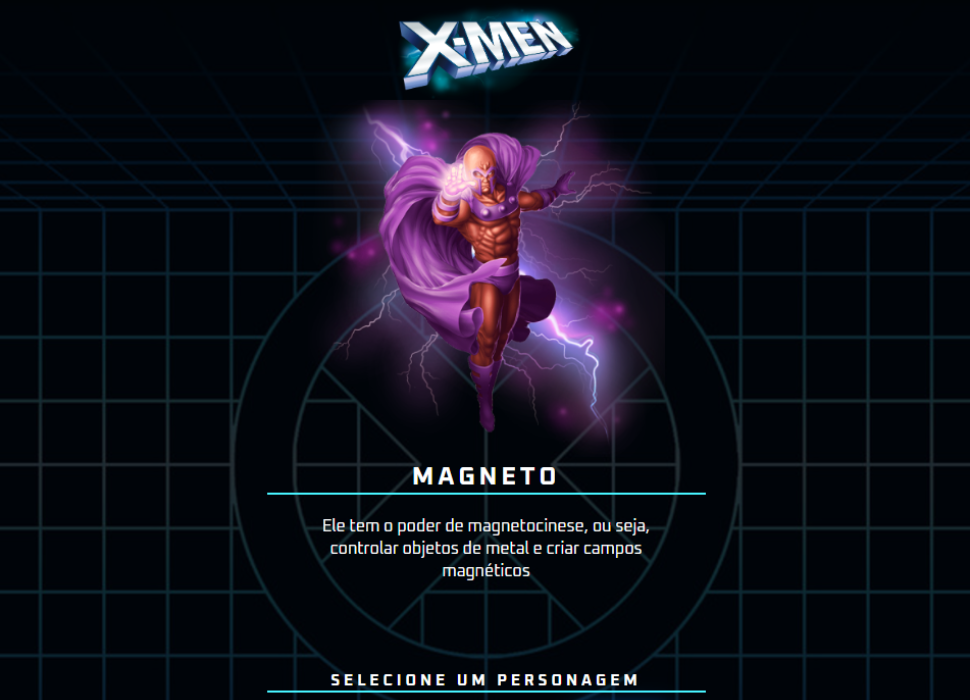 X-MEN
MAGNETO
Ele tem o poder de magnetocinese, ou seja,
controlar objetos de metal e criar campos
magnéticos
SELECIONE UM PERSONAGEM